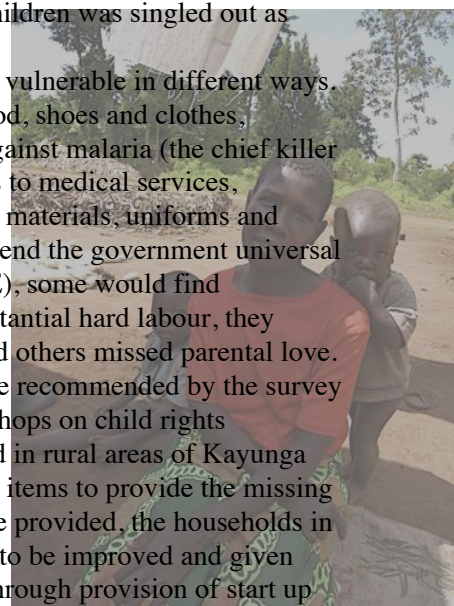 hildren was singled out as
vulnerable in different ways.
od, shoes and clothes,
gainst malaria (the chief killer
s to medical services,
materials, uniforms and
end the government universal
E), some would find
tantial hard labour, they
d others missed parental love.
e recommended by the survey
hops on child rights
d in rural areas of Kayunga
items to provide the missing
e provided, the households in
to be improved and given
hrough provision of start up